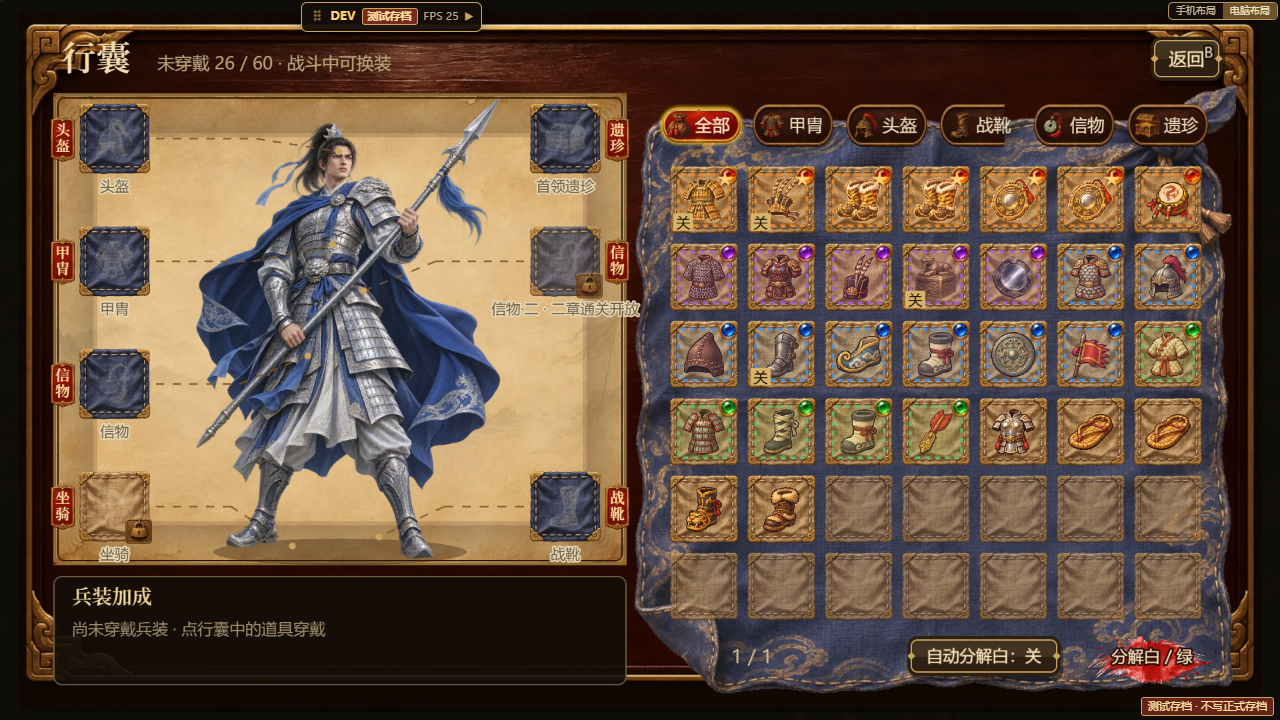 DEV 测试存档 FPS 25
手机布局 电脑布局
行囊
未穿戴 26 / 60 · 战斗中可换装
返回 B
头盔
头盔
甲胄
甲胄
信物
信物
坐骑
坐骑
遗珍
首领遗珍
信物
信物·二 · 二章通关开放
战靴
战靴
全部 甲胄 头盔 战靴 信物 遗珍
关 关
关
关
兵装加成
尚未穿戴兵装 · 点行囊中的道具穿戴
1 / 1
自动分解白：关
分解白 / 绿
测试存档 · 不写正式存档